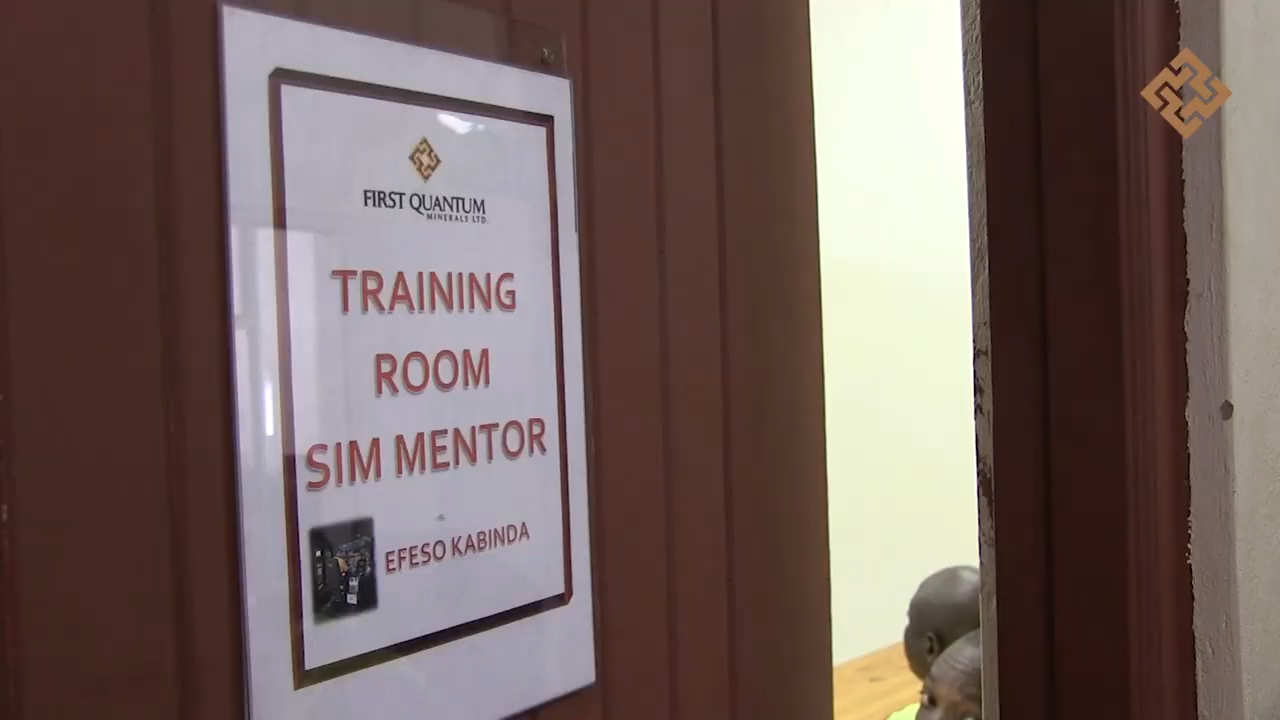 FIRST QUANTUM
MINERALS LTD.
TRAINING
ROOM
SIM MENTOR
EFESO KABINDA